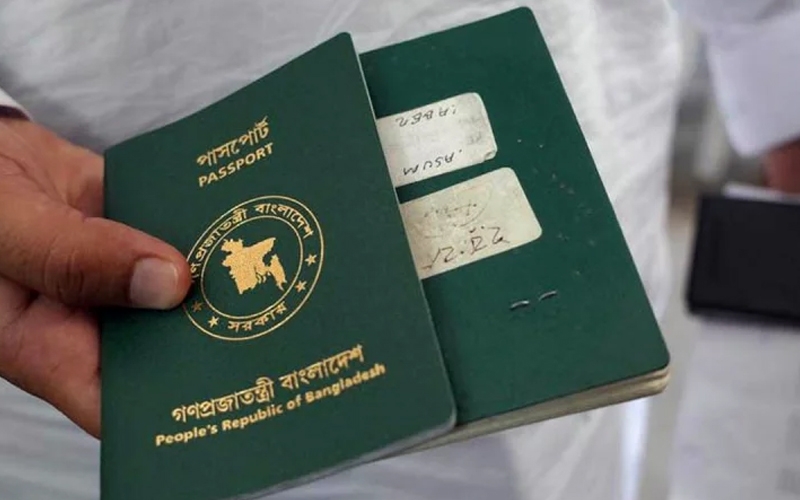 পাসপোর্ট
PASSPORT
গণপ্রজাতন্ত্রী বাংলাদেশ
সরকার
গণপ্রজাতন্ত্রী বাংলাদেশ
People's Republic of Bangladesh